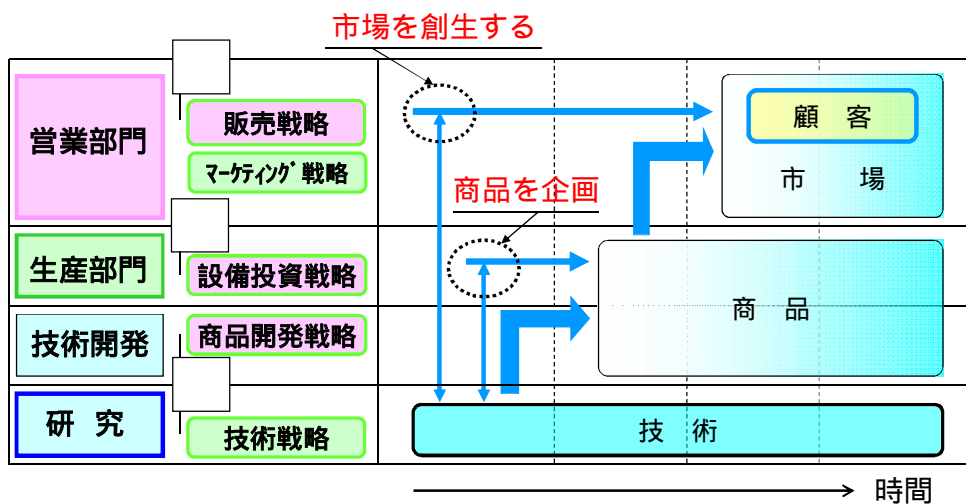 市場を創生する
営業部門
販売戦略
マーケティング戦略
顧 客
市 場
商品を企画
生産部門
設備投資戦略
商 品
技術開発
商品開発戦略
研 究
技術戦略
技 術
時間